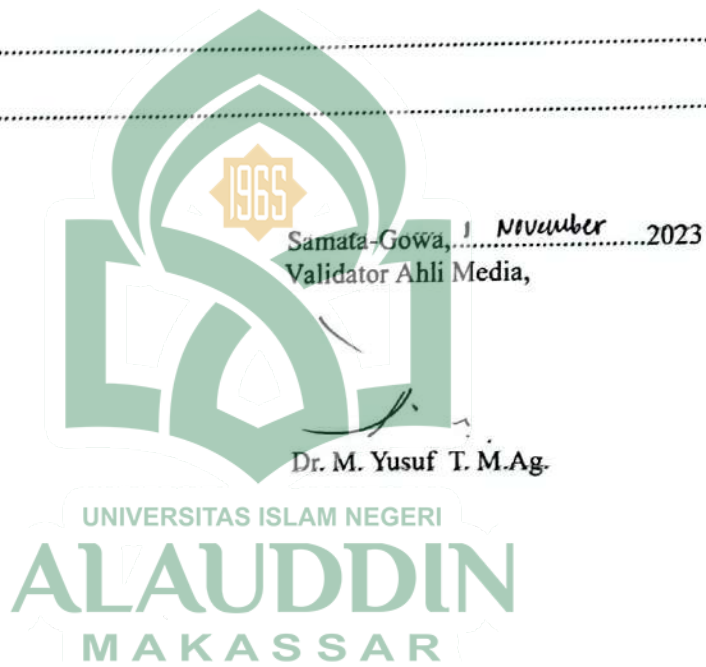 1965
Samata-Gowa, 1 November 2023
Validator Ahli Media,
Dr. M. Yusuf T. M.Ag.
UNIVERSITAS ISLAM NEGERI
ALAUDDIN
MAKASSAR